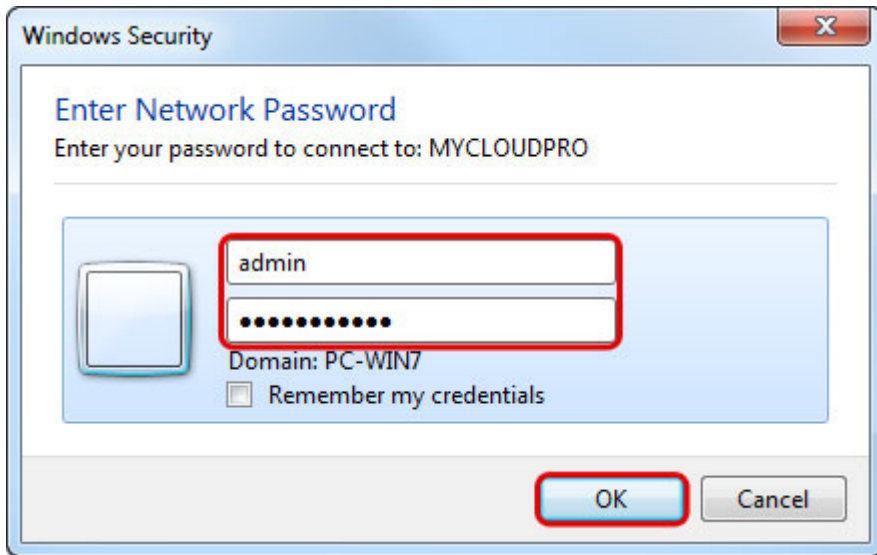 Windows Security
Enter Network Password
Enter your password to connect to: MYCLOUDPRO
admin
●●●●●●●●●●●
Domain: PC-WIN7
Remember my credentials
OK Cancel